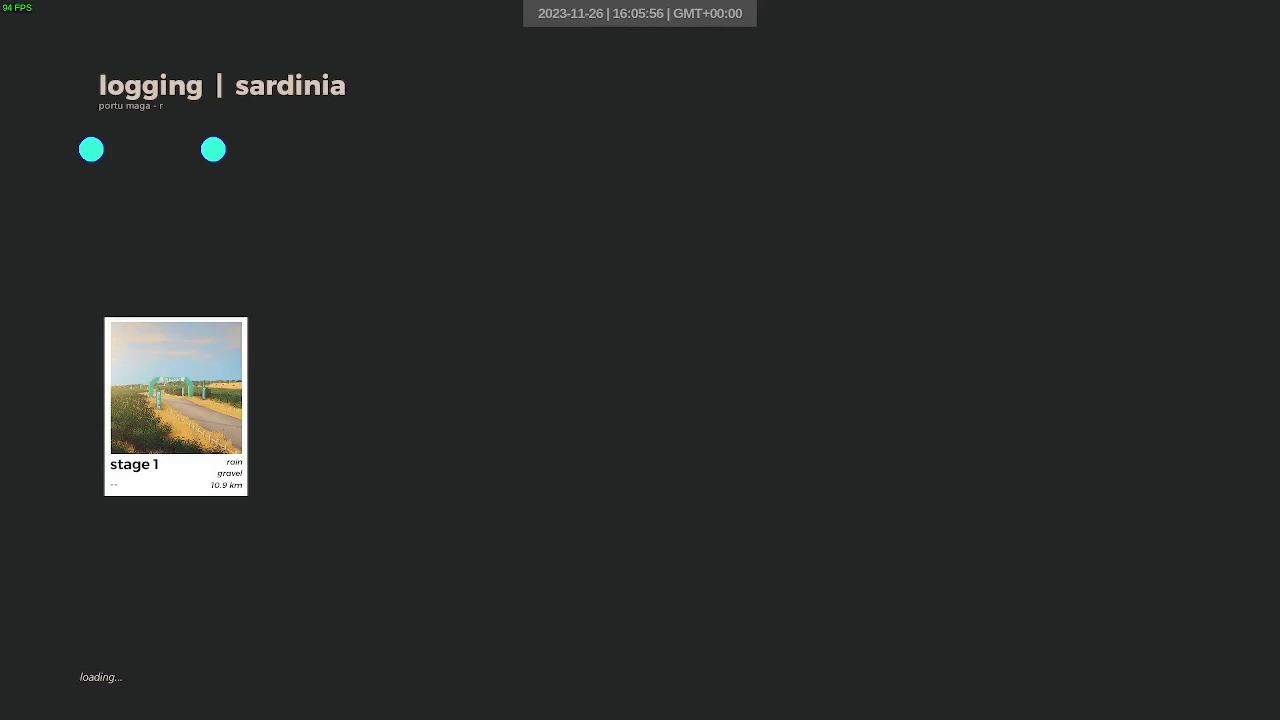 94 FPS
2023-11-26 | 16:05:56 | GMT+00:00
logging | sardinia
portu maga - r
stage 1
rain
gravel
--
10.9 km
loading...